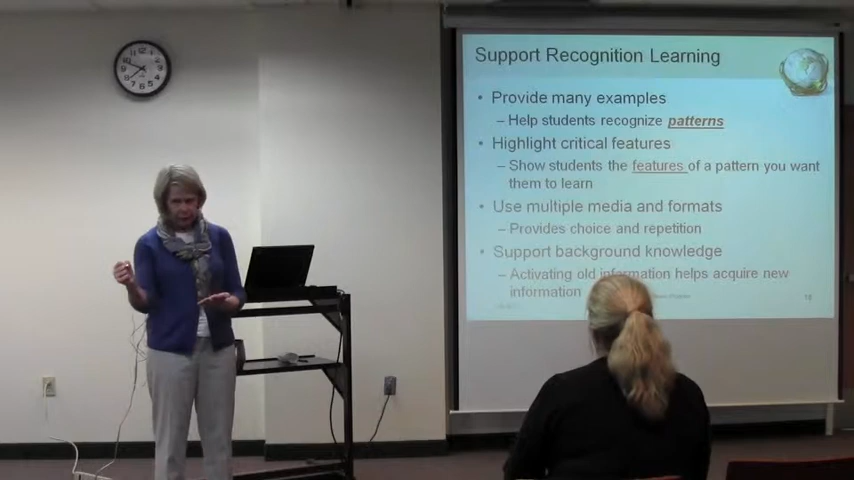 Support Recognition Learning
• Provide many examples
– Help students recognize patterns
• Highlight critical features
– Show students the features of a pattern you want
them to learn
• Use multiple media and formats
– Provides choice and repetition
• Support background knowledge
– Activating old information helps acquire new
information